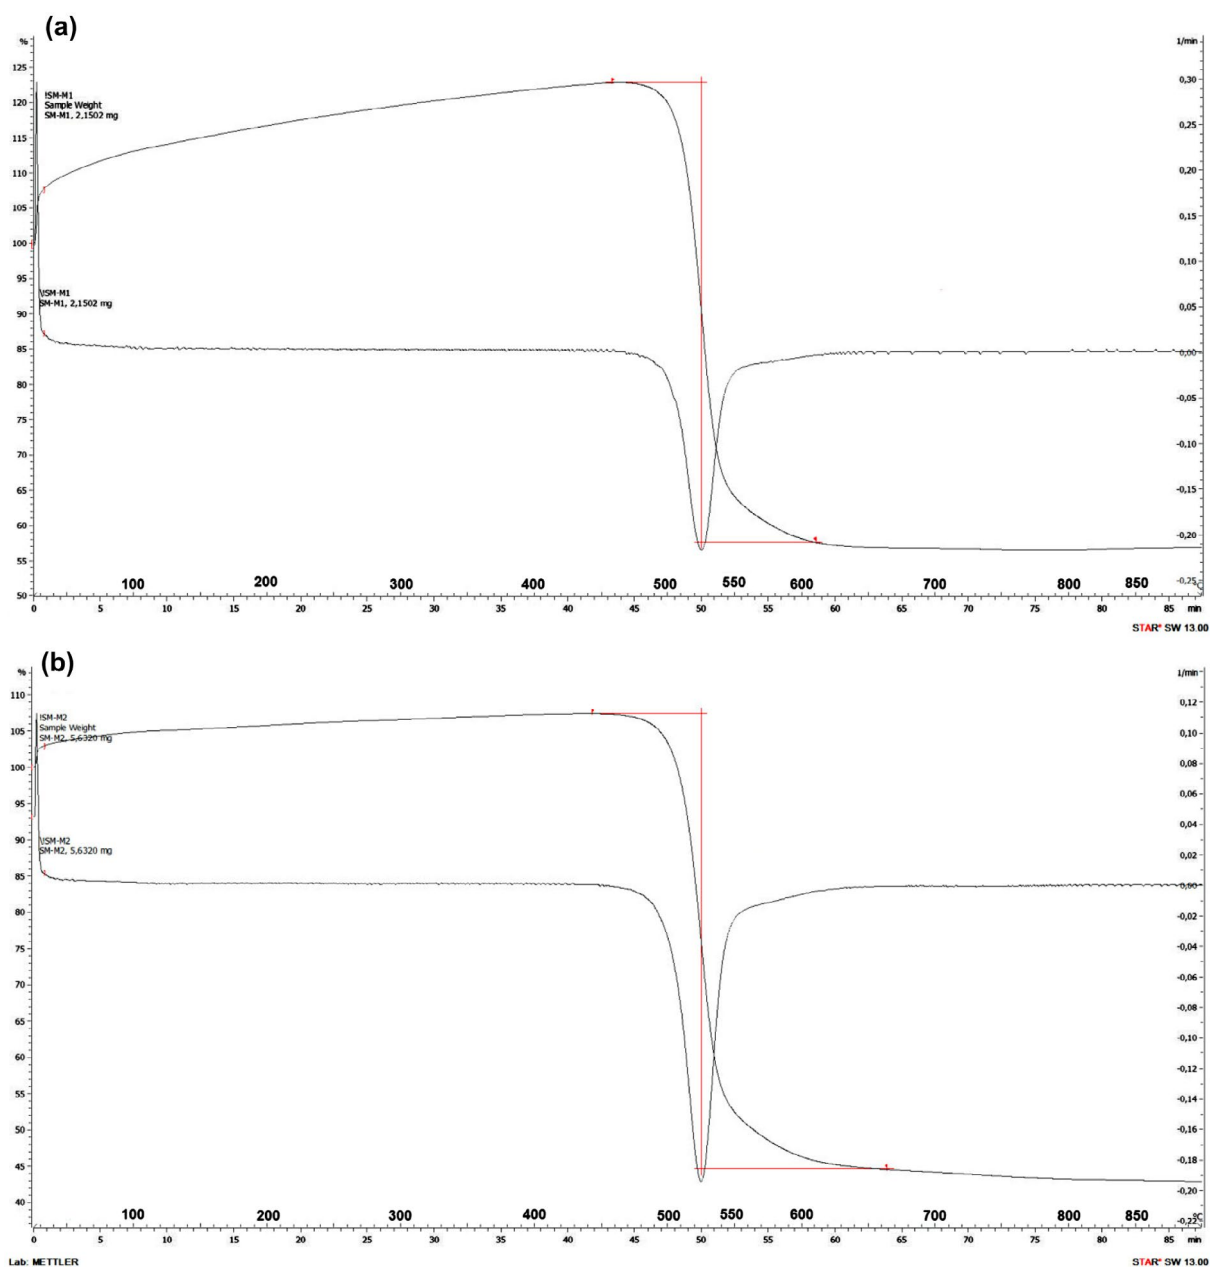 (a)
%
1/min
125
120
115
110
105
100
95
90
85
80
75
70
65
60
55
50
!SM-M1
Sample Weight
SM-M1, 2,1502 mg
\!SM-M1
SM-M1, 2,1502 mg
0,30
0,25
0,20
0,15
0,10
0,05
0,00
-0,05
-0,10
-0,15
-0,20
-0,25
°C
100 200 300 400 500 550 600 700 800 850
0 5 10 15 20 25 30 35 40 45 50 55 60 65 70 75 80 85 min
STAR* SW 13.00
(b)
%
1/min
110
105
100
95
90
85
80
75
70
65
60
55
50
45
40
!SM-M2
Sample Weight
SM-M2, 5,6320 mg
\!SM-M2
SM-M2, 5,6320 mg
0,12
0,10
0,08
0,06
0,04
0,02
0,00
-0,02
-0,04
-0,06
-0,08
-0,10
-0,12
-0,14
-0,16
-0,18
-0,20
-0,22
°C
100 200 300 400 500 550 600 700 800 850
0 5 10 15 20 25 30 35 40 45 50 55 60 65 70 75 80 85 min
Lab: METTLER
STAR* SW 13.00